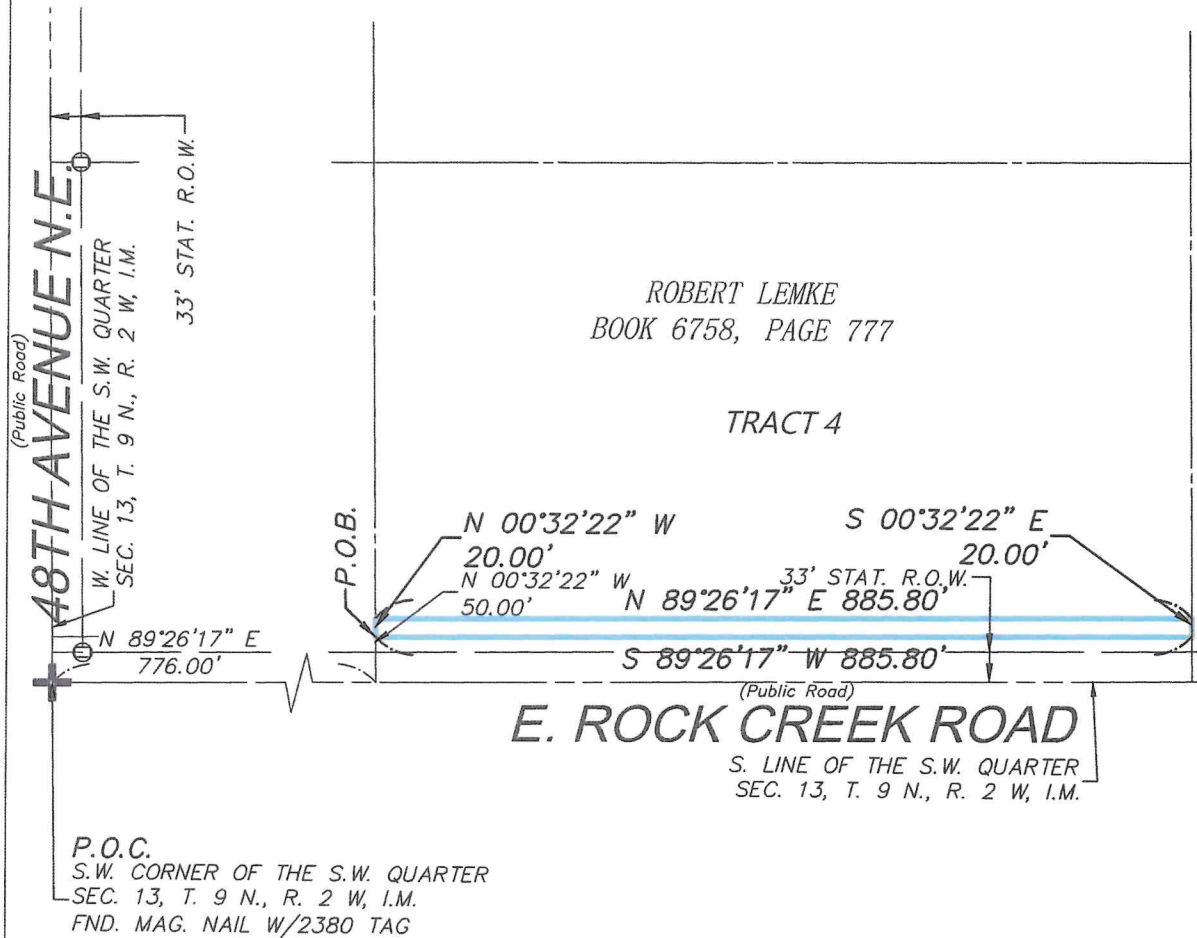 33' STAT. R.O.W.
48TH AVENUE N.E.
(Public Road)
W. LINE OF THE S.W. QUARTER
SEC. 13, T. 9 N., R. 2 W, I.M.
ROBERT LEMKE
BOOK 6758, PAGE 777
TRACT 4
P.O.B.
N 00°32'22" W
20.00'
S 00°32'22" E
20.00'
N 00°32'22" W
50.00'
33' STAT. R.O.W.
N 89°26'17" E 885.80'
N 89°26'17" E
776.00'
S 89°26'17" W 885.80'
(Public Road)
E. ROCK CREEK ROAD
S. LINE OF THE S.W. QUARTER
SEC. 13, T. 9 N., R. 2 W, I.M.
P.O.C.
S.W. CORNER OF THE S.W. QUARTER
SEC. 13, T. 9 N., R. 2 W, I.M.
FND. MAG. NAIL W/2380 TAG